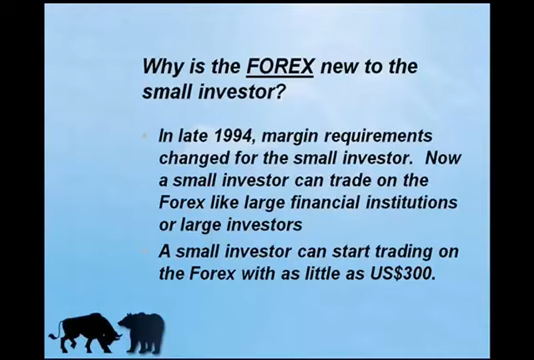 Why is the FOREX new to the
small investor?
In late 1994, margin requirements
changed for the small investor. Now
a small investor can trade on the
Forex like large financial institutions
or large investors
A small investor can start trading on
the Forex with as little as US$300.